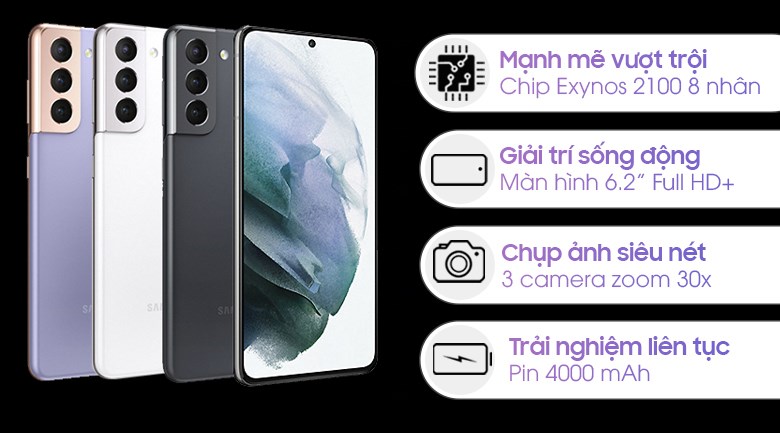 Mạnh mẽ vượt trội
Chip Exynos 2100 8 nhân
Giải trí sống động
Màn hình 6.2” Full HD+
Chụp ảnh siêu nét
3 camera zoom 30x
Trải nghiệm liên tục
Pin 4000 mAh